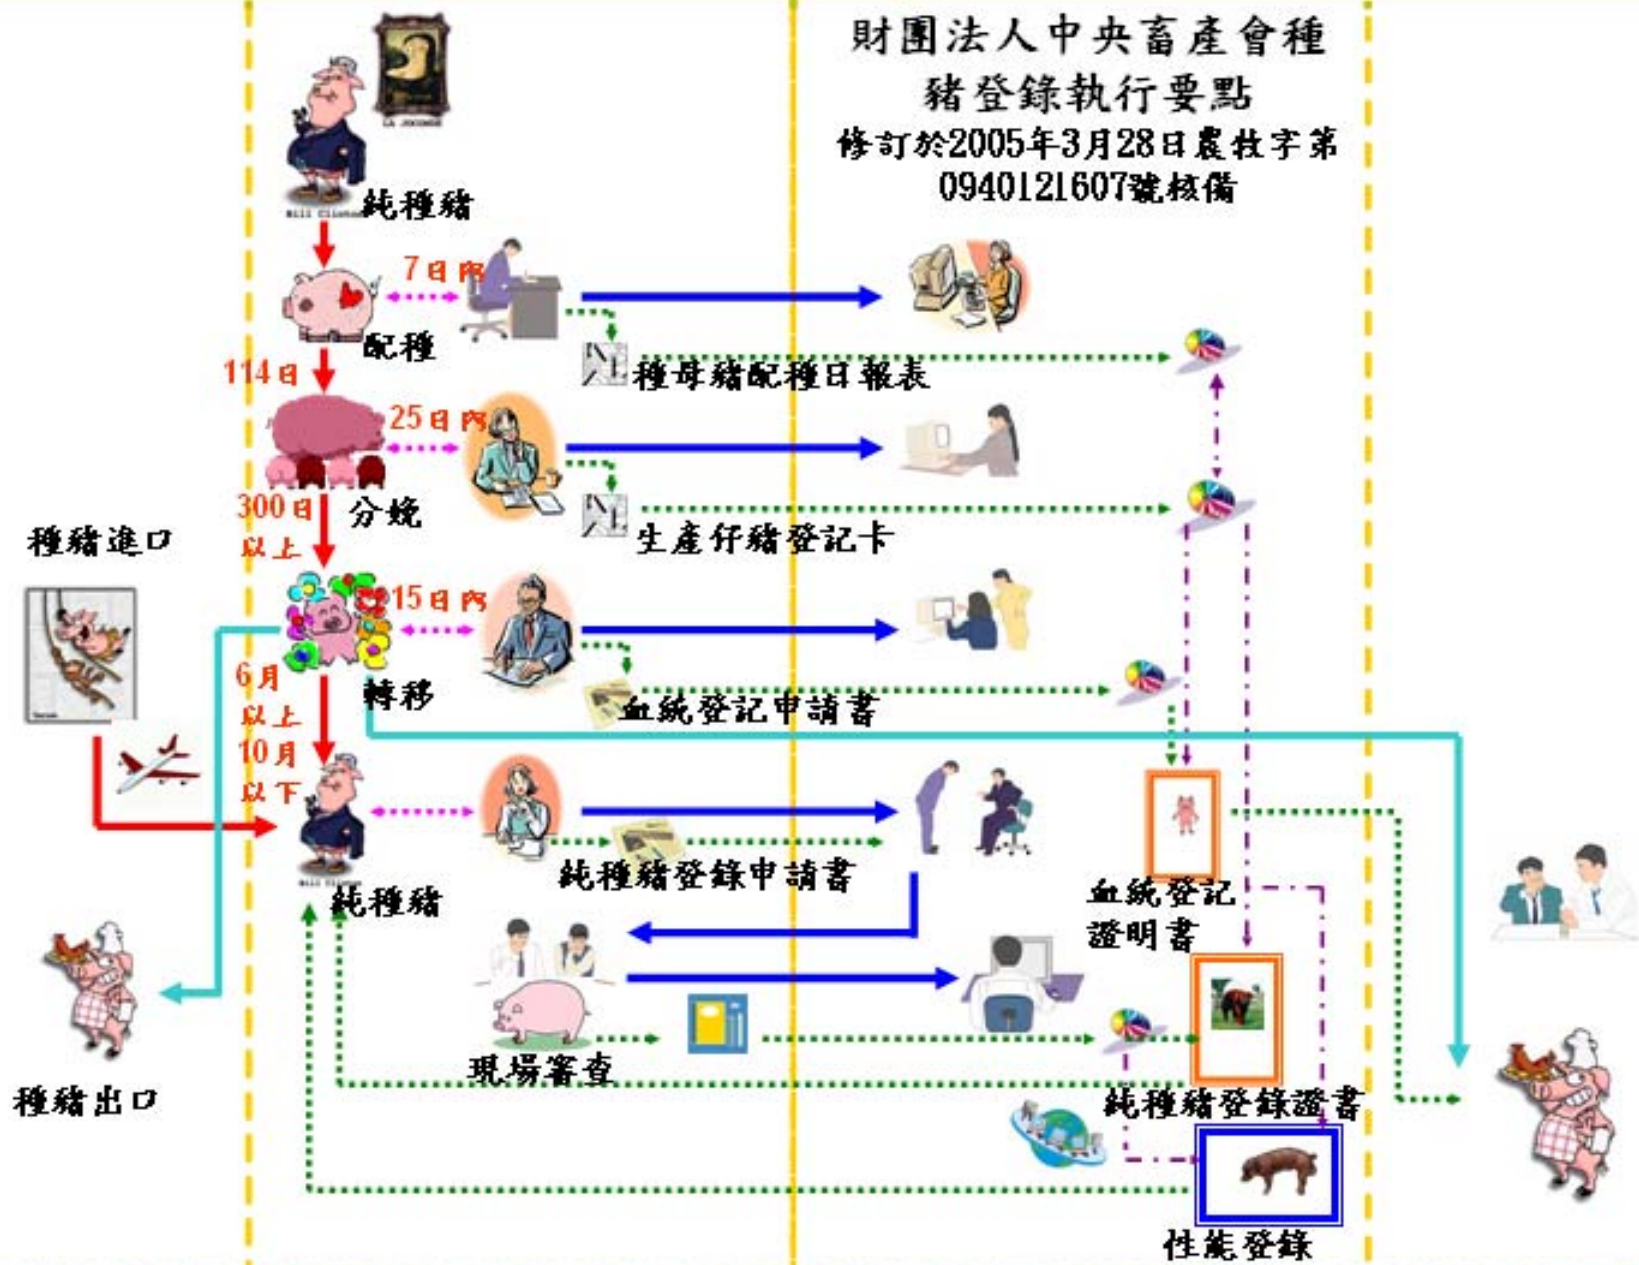 財團法人中央畜產會種
豬登錄執行要點
修訂於2005年3月28日農牧字第
0940121607號核備
LA JOCONDE
Bill Clinton
純種豬
7日內
配種
114日
種母豬配種日報表
25日內
300日
以上
分娩
生產仔豬登記卡
種豬進口
15日內
6月
以上
轉移
血統登記申請書
10月
以下
Bill Clinton
純種豬
純種豬登錄申請書
血統登記
證明書
現場審查
種豬出口
純種豬登錄證書
性能登錄